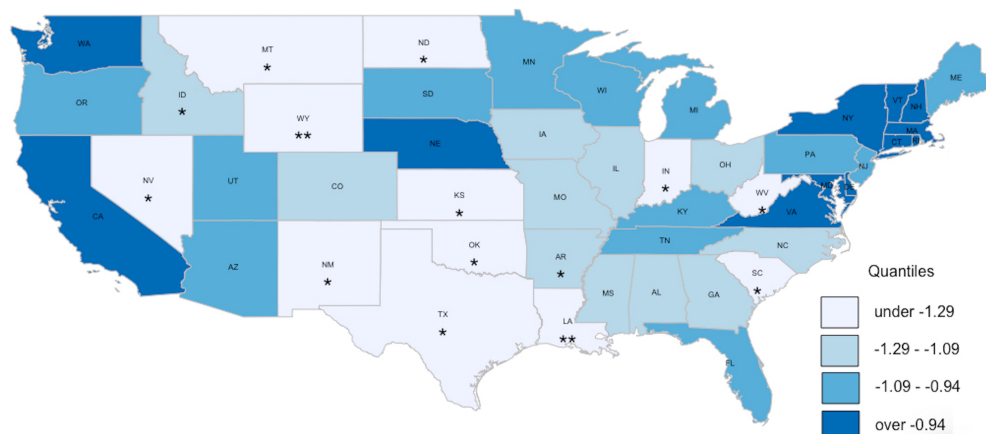 WA
MT
*
ND
*
MN
ME
OR
ID
*
SD
WI
MI
VT
NH
NY
MA
CT
RI
WY
**
NE
IA
PA
NJ
NV
*
UT
CO
IL
IN
*
OH
MD
DE
CA
KS
*
MO
WV
*
VA
KY
AZ
NM
*
OK
*
AR
*
TN
NC
TX
*
LA
**
MS
AL
GA
SC
*
FL
Quantiles
under -1.29
-1.29 - -1.09
-1.09 - -0.94
over -0.94